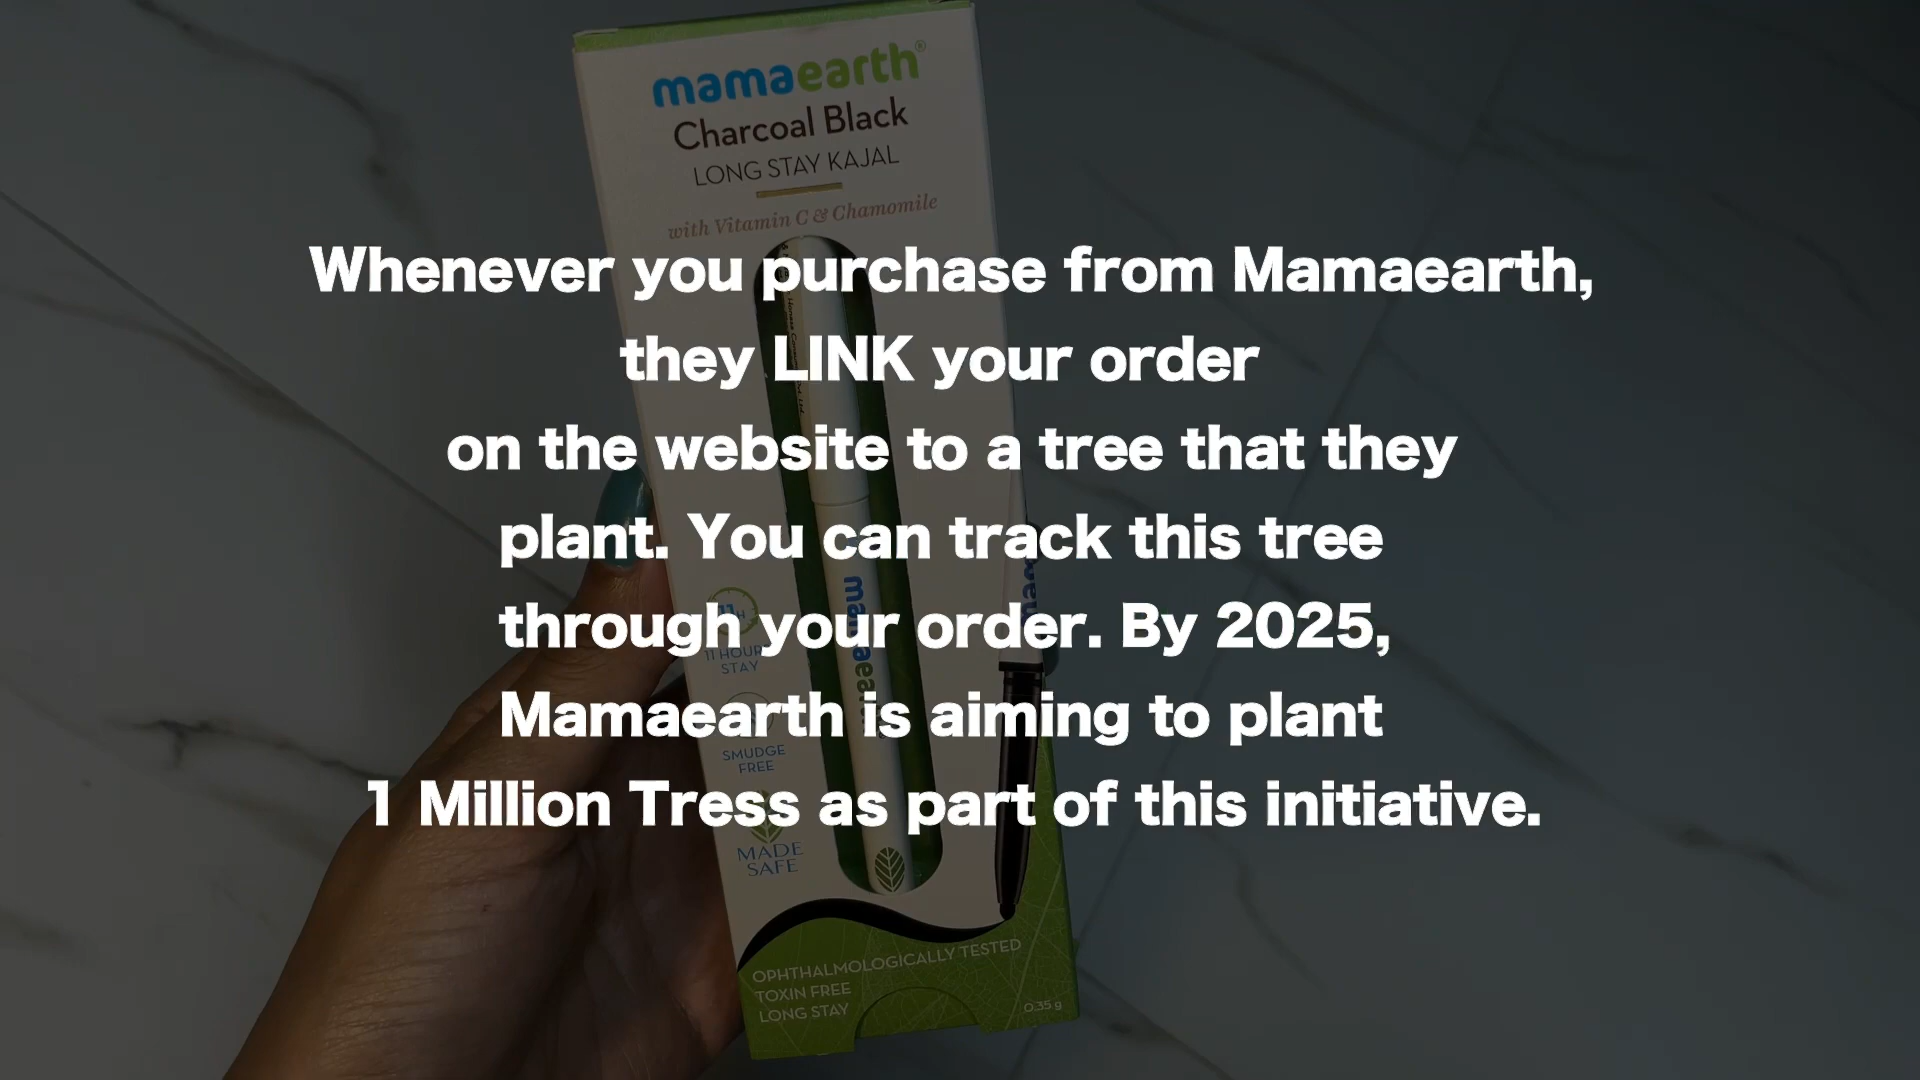 mamaearth®
Charcoal Black
LONG STAY KAJAL
with Vitamin C & Chamomile
Whenever you purchase from Mamaearth,
they LINK your order
on the website to a tree that they
plant. You can track this tree
through your order. By 2025,
Mamaearth is aiming to plant
1 Million Tress as part of this initiative.
mamaearth
11 HOUR
STAY
SMUDGE
FREE
MADE
SAFE
OPHTHALMOLOGICALLY TESTED
TOXIN FREE
LONG STAY
0.35 g